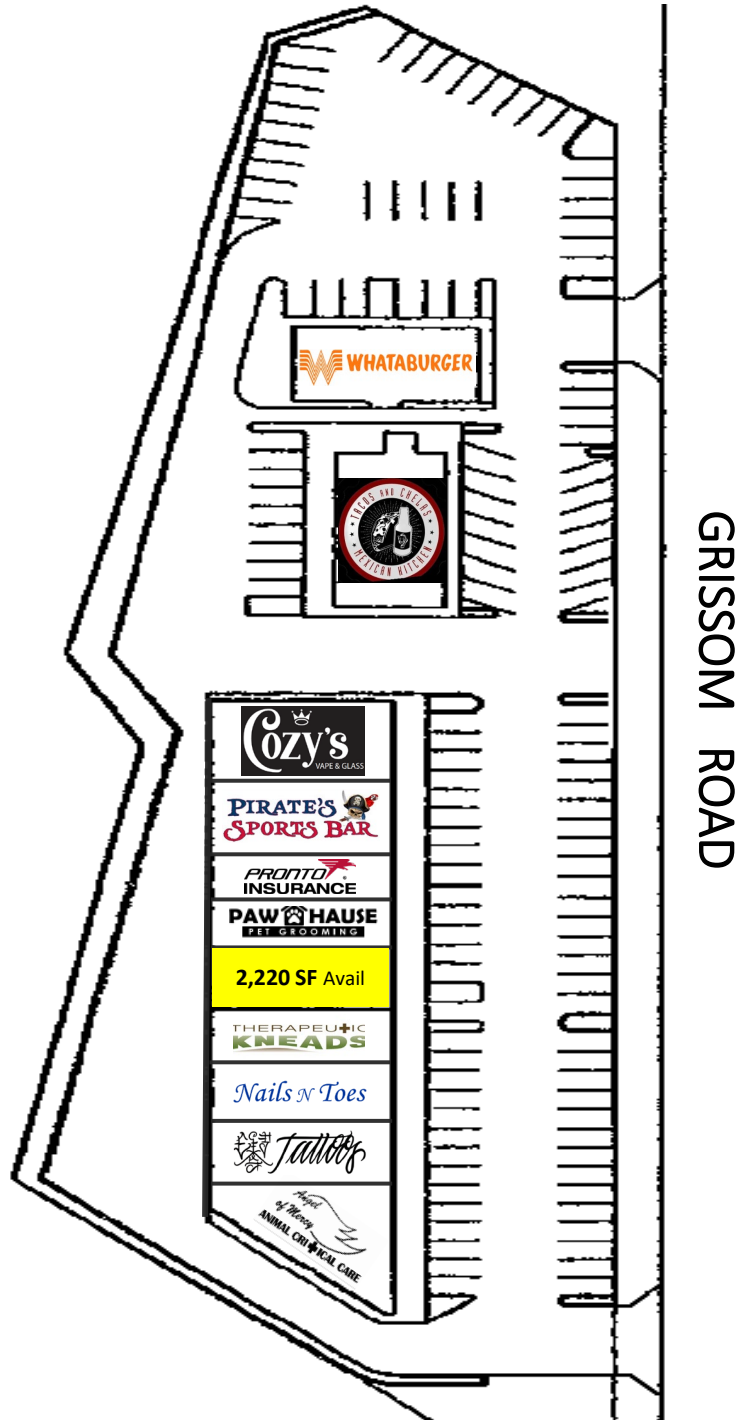 WHATABURGER
TACOS AND CHELAS
MEXICAN KITCHEN
GRISSOM ROAD
COZY'S
VAPE & GLASS
PIRATE'S
SPORTS BAR
PRONTO
INSURANCE
PAW HAUSE
PET GROOMING
2,220 SF Avail
THERAPEUTIC
KNEADS
Nails N Toes
Tattoos
Angel
of Mercy
ANIMAL CRITICAL CARE